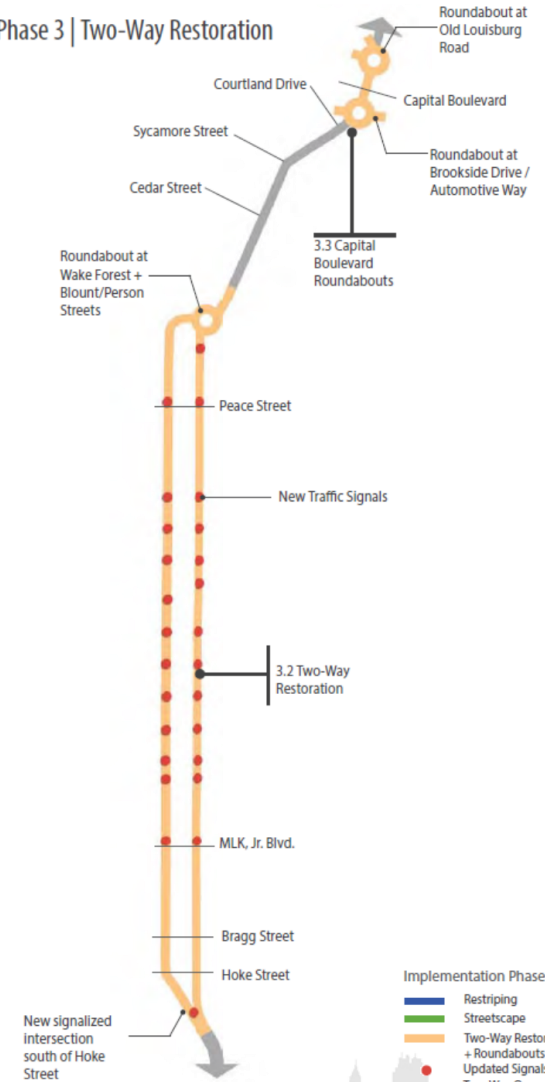 Phase 3 | Two-Way Restoration
Roundabout at
Old Louisburg
Road
Courtland Drive
Capital Boulevard
Sycamore Street
Roundabout at
Brookside Drive /
Automotive Way
Cedar Street
3.3 Capital
Boulevard
Roundabouts
Roundabout at
Wake Forest +
Blount/Person
Streets
Peace Street
New Traffic Signals
3.2 Two-Way
Restoration
MLK, Jr. Blvd.
Bragg Street
Hoke Street
New signalized
intersection
south of Hoke
Street
Implementation Phase
Restriping
Streetscape
Two-Way Resto
+ Roundabouts
Updated Signals